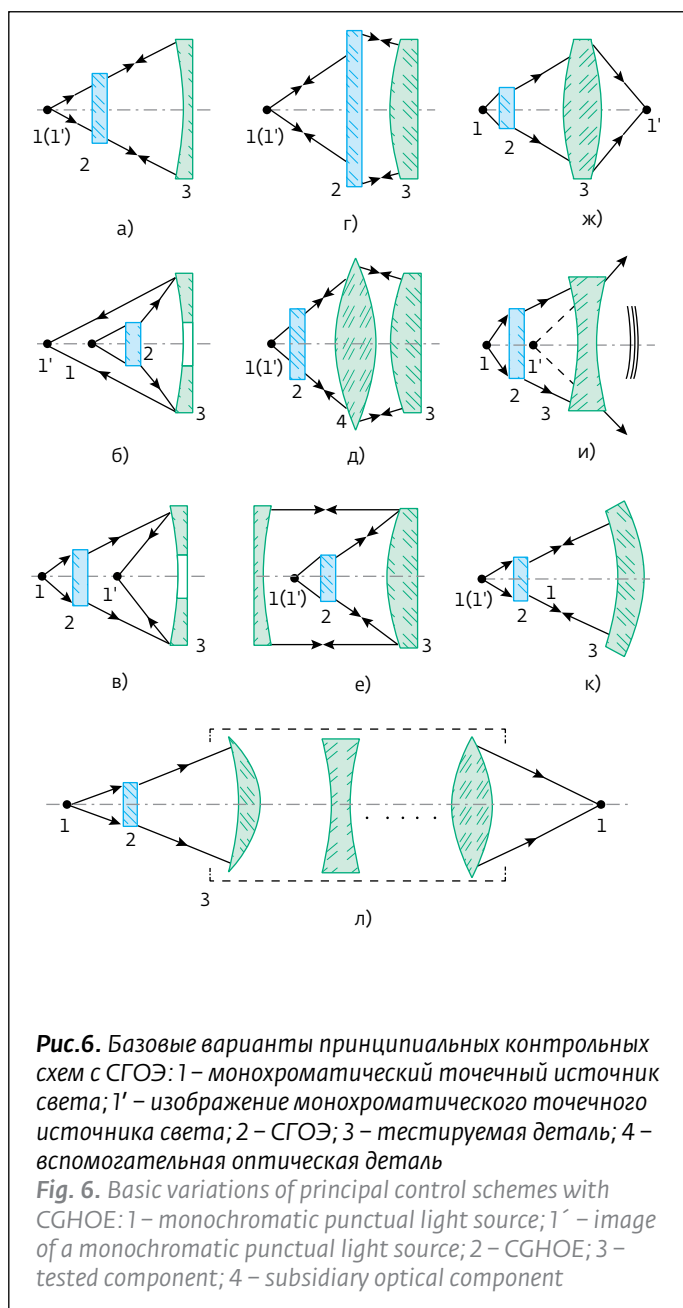 1(1')
2
3
а)
1(1')
2
3
г)
1
2
3
1'
ж)
1'
1
2
3
б)
1(1')
2
4
3
д)
1
2
1'
3
и)
1
2
1'
3
в)
1(1')
2
3
е)
1(1')
2
1
3
к)
1
2
3
1
л)
Рис.6. Базовые варианты принципиальных контрольных
схем с СГОЭ: 1 – монохроматический точечный источник
света; 1' – изображение монохроматического точечного
источника света; 2 – СГОЭ; 3 – тестируемая деталь; 4 –
вспомогательная оптическая деталь
Fig. 6. Basic variations of principal control schemes with
CGHOE: 1 – monochromatic punctual light source; 1´ – image
of a monochromatic punctual light source; 2 – CGHOE; 3 –
tested component; 4 – subsidiary optical component